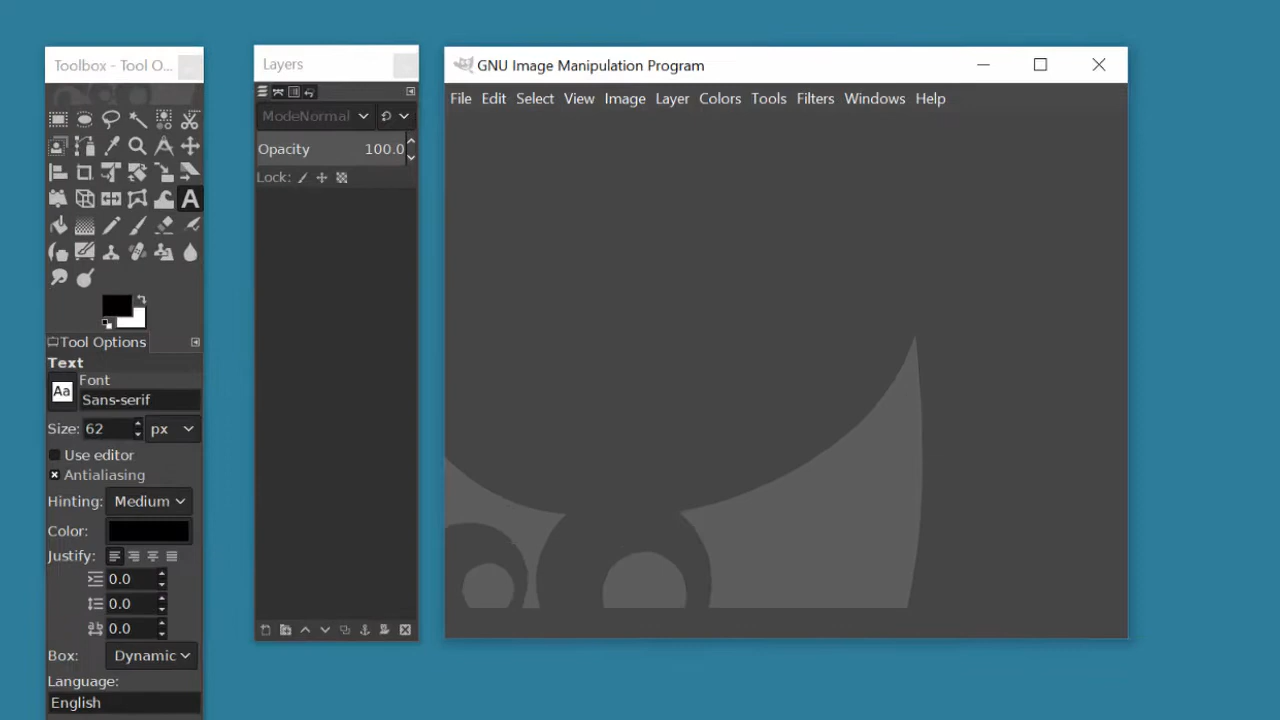 Toolbox - Tool O...
Tool Options
Text
Font
Aa
Sans-serif
Size: 62 px
Use editor
Antialiasing
Hinting: Medium
Color:
Justify:
0.0
0.0
0.0
Box: Dynamic
Language:
English
Layers
ModeNormal
Opacity 100.0
Lock:
GNU Image Manipulation Program
File Edit Select View Image Layer Colors Tools Filters Windows Help